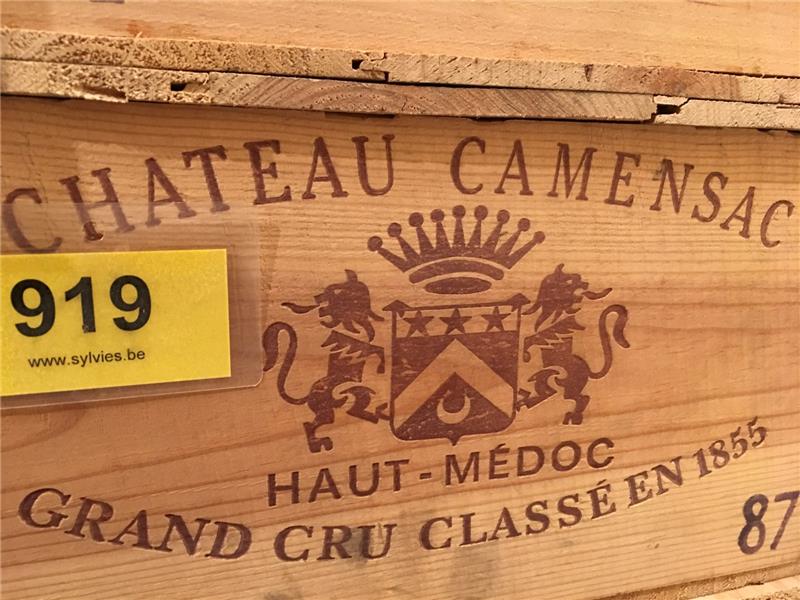 CHATEAU CAMENSAC
919
www.sylvies.be
HAUT-MÉDOC
GRAND CRU CLASSÉ EN 1855
87